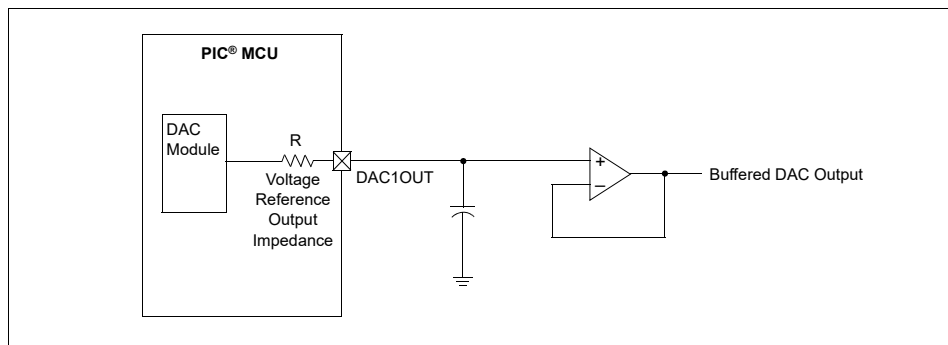 PIC® MCU
DAC
Module
R
Voltage
Reference
Output
Impedance
DAC1OUT
+
–
Buffered DAC Output